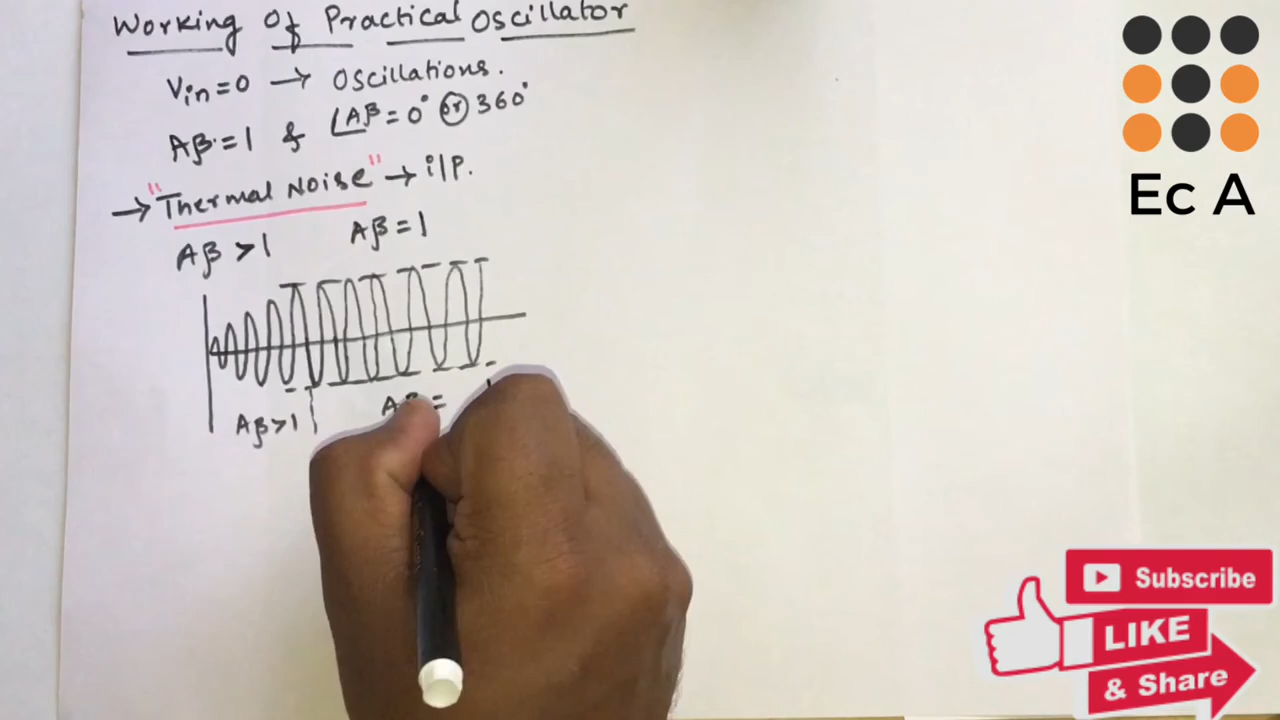 Working Of Practical Oscillator
Vin=0 → Oscillations.
Aβ=1 & ∠Aβ=0° or 360°
→ "Thermal Noise" → i/P.
Aβ>1 Aβ=1
Aβ>1 Aβ=
Ec A
Subscribe
LIKE
& Share